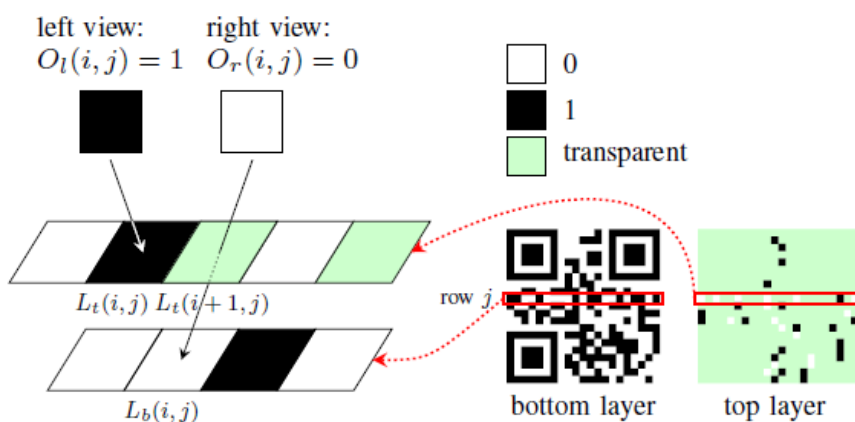 left view: right view:
O_l(i, j) = 1 O_r(i, j) = 0
0
1
transparent
L_t(i, j) L_t(i+1, j)
row j
L_b(i, j)
bottom layer top layer